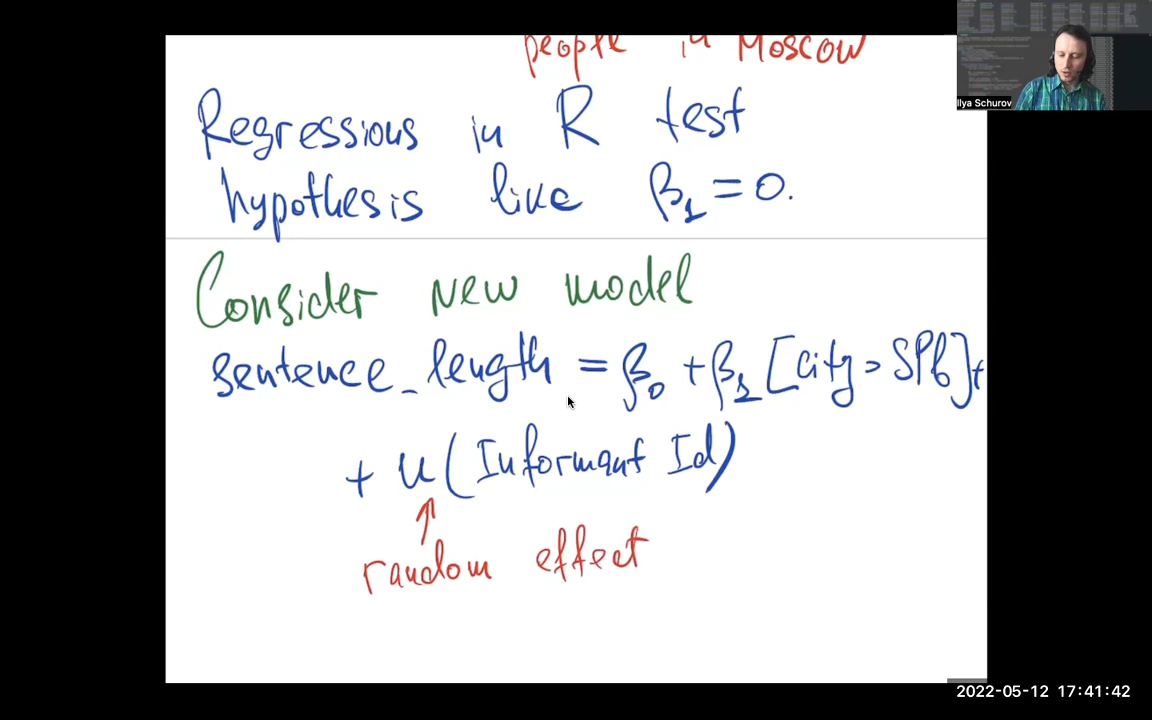 people in Moscow
Regressions in R test
hypothesis like β₁ = 0.
Consider new model
sentence_length = β₀ + β₁ [city = SPb] +
+ u (Informant Id)
↑
random effect
Ilya Schurov
2022-05-12 17:41:42